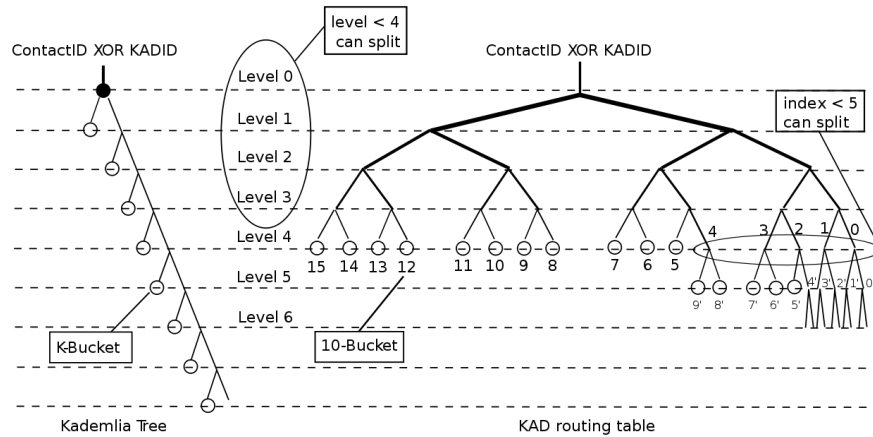 level < 4
can split
ContactID XOR KADID
ContactID XOR KADID
Level 0
index < 5
can split
Level 1
Level 2
Level 3
4 3 2 1 0
Level 4
15 14 13 12 11 10 9 8 7 6 5
Level 5
4' 3' 2' 1' 0
9' 8' 7' 6' 5'
Level 6
K-Bucket
10-Bucket
Kademlia Tree
KAD routing table